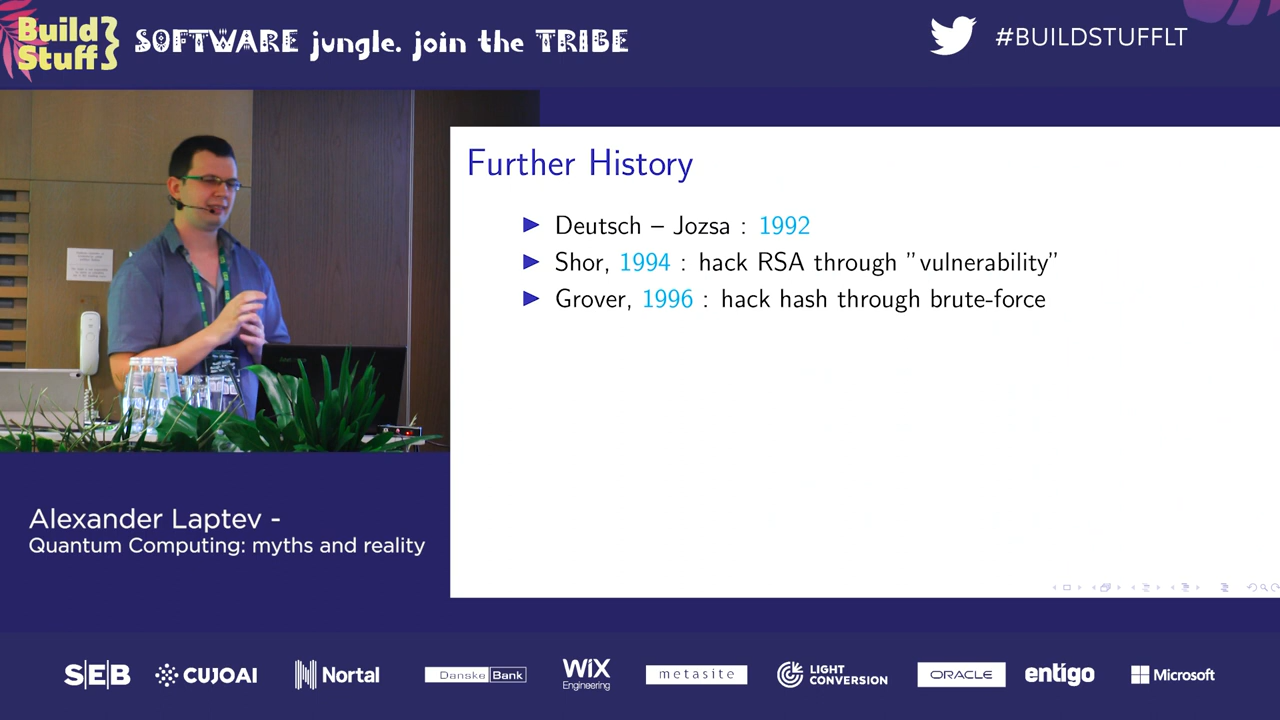 Build
Stuff
SOFTWARE jungle. join the TRIBE
#BUILDSTUFFLT
Further History
Deutsch – Jozsa : 1992
Shor, 1994 : hack RSA through "vulnerability"
Grover, 1996 : hack hash through brute-force
Alexander Laptev -
Quantum Computing: myths and reality
SEB
CUJOAI
Nortal
Danske Bank
WiX
Engineering
metasite
LIGHT
CONVERSION
ORACLE
entigo
Microsoft